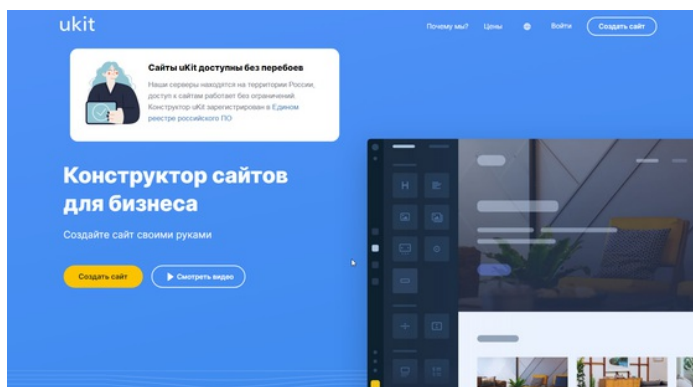 ukit
Почему мы?
Цены
Войти
Создать сайт
Сайты uKit доступны без перебоев
Наши серверы находятся на территории России,
доступ к сайтам работает без ограничений.
Конструктор uKit зарегистрирован в Едином
реестре российского ПО
Конструктор сайтов
для бизнеса
Создайте сайт своими руками
Создать сайт
Смотреть видео
H